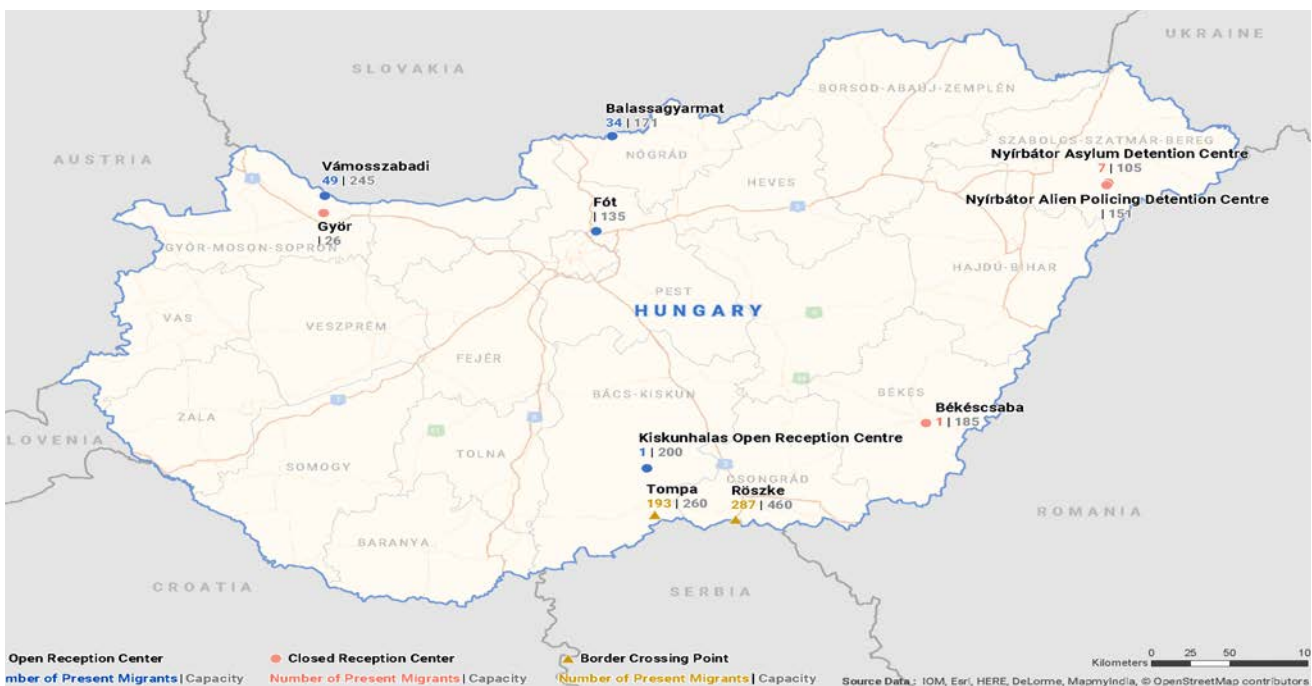 UKRAINE
SLOVAKIA
BORSOD-ABAÚJ-ZEMPLÉN
Balassagyarmat
34 | 171
SZABOLCS-SZATMÁR-BEREG
AUSTRIA
NÓGRÁD
Nyírbátor Asylum Detention Centre
7 | 105
Vámosszabadi
49 | 245
HEVES
Nyírbátor Alien Policing Detention Centre
| 151
Fót
| 135
Györ
| 26
GYŐR-MOSON-SOPRON
HAJDÚ-BIHAR
PEST
HUNGARY
VAS
VESZPRÉM
FEJÉR
BÁCS-KISKUN
BÉKÉS
ZALA
Békéscsaba
1 | 185
LOVENIA
Kiskunhalas Open Reception Centre
1 | 200
SOMOGY
TOLNA
CSONGRÁD
Tompa
193 | 260
Röszke
287 | 460
ROMANIA
BARANYA
CROATIA
SERBIA
Open Reception Center
Closed Reception Center
Border Crossing Point
mber of Present Migrants | Capacity
Number of Present Migrants | Capacity
Number of Present Migrants | Capacity
0 25 50 10
Kilometers
Source Data : IOM, Esri, HERE, DeLorme, MapmyIndia, © OpenStreetMap contributors